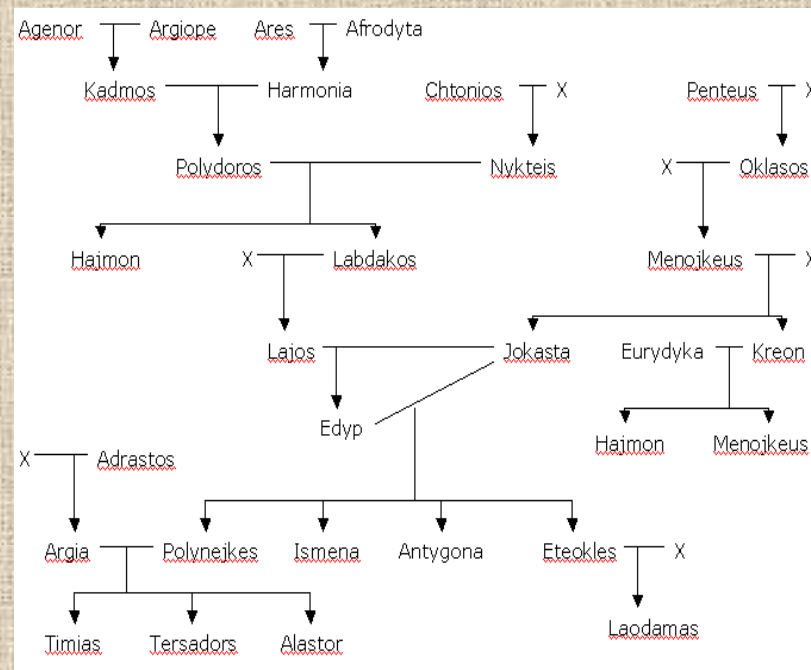 Agenor Argiope Ares Afrodyta
Kadmos Harmonia Chtonios X Penteus X
Polydoros Nykteis X Oklasos
Hajmon X Labdakos Menojkeus X
Lajos Jokasta Eurydyka Kreon
Edyp Hajmon Menojkeus
X Adrastos
Argia Polynejkes Ismena Antygona Eteokles X
Timias Tersadors Alastor Laodamas